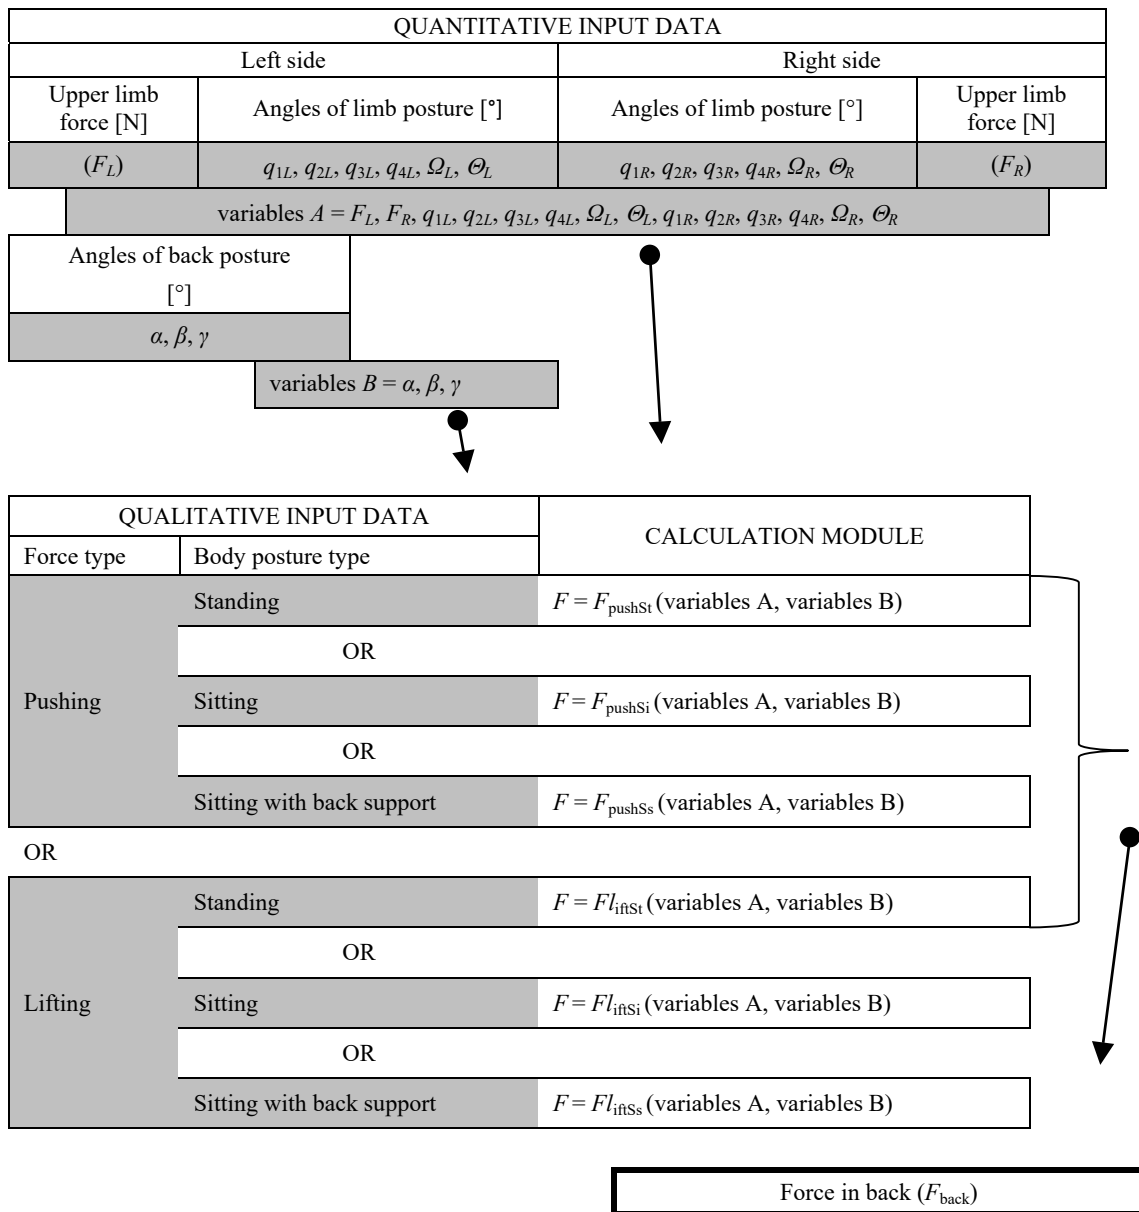 QUANTITATIVE INPUT DATA
Left side Right side
Upper limb force [N] Angles of limb posture [°] Angles of limb posture [°] Upper limb force [N]
(F_L) q_1L, q_2L, q_3L, q_4L, Ω_L, Θ_L q_1R, q_2R, q_3R, q_4R, Ω_R, Θ_R (F_R)
variables A = F_L, F_R, q_1L, q_2L, q_3L, q_4L, Ω_L, Θ_L, q_1R, q_2R, q_3R, q_4R, Ω_R, Θ_R
Angles of back posture
[°]
α, β, γ
variables B = α, β, γ
QUALITATIVE INPUT DATA CALCULATION MODULE
Force type Body posture type
Standing F = F_pushSt (variables A, variables B)
OR
Pushing Sitting F = F_pushSi (variables A, variables B)
OR
Sitting with back support F = F_pushSs (variables A, variables B)
OR
Standing F = Fl_iftSt (variables A, variables B)
OR
Lifting Sitting F = Fl_iftSi (variables A, variables B)
OR
Sitting with back support F = Fl_iftSs (variables A, variables B)
Force in back (F_back)